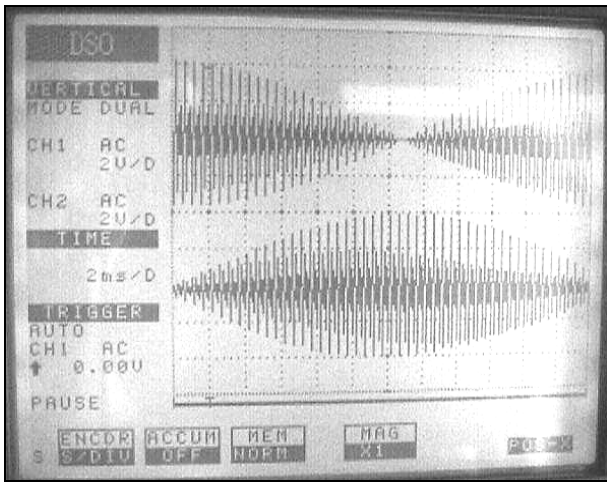 DSO
VERTICAL
MODE DUAL
CH1 AC
2V/D
CH2 AC
2V/D
TIME
2ms/D
TRIGGER
AUTO
CH1 AC
↑ 0.00V
PAUSE
ENCDR ACCUM MEM MAG
S S/DIV OFF NORM X1 POS-X